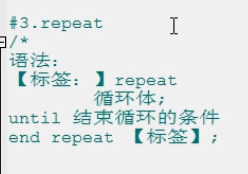 #3.repeat
/*
语法：
【标签：】repeat
循环体;
until 结束循环的条件
end repeat 【标签】;